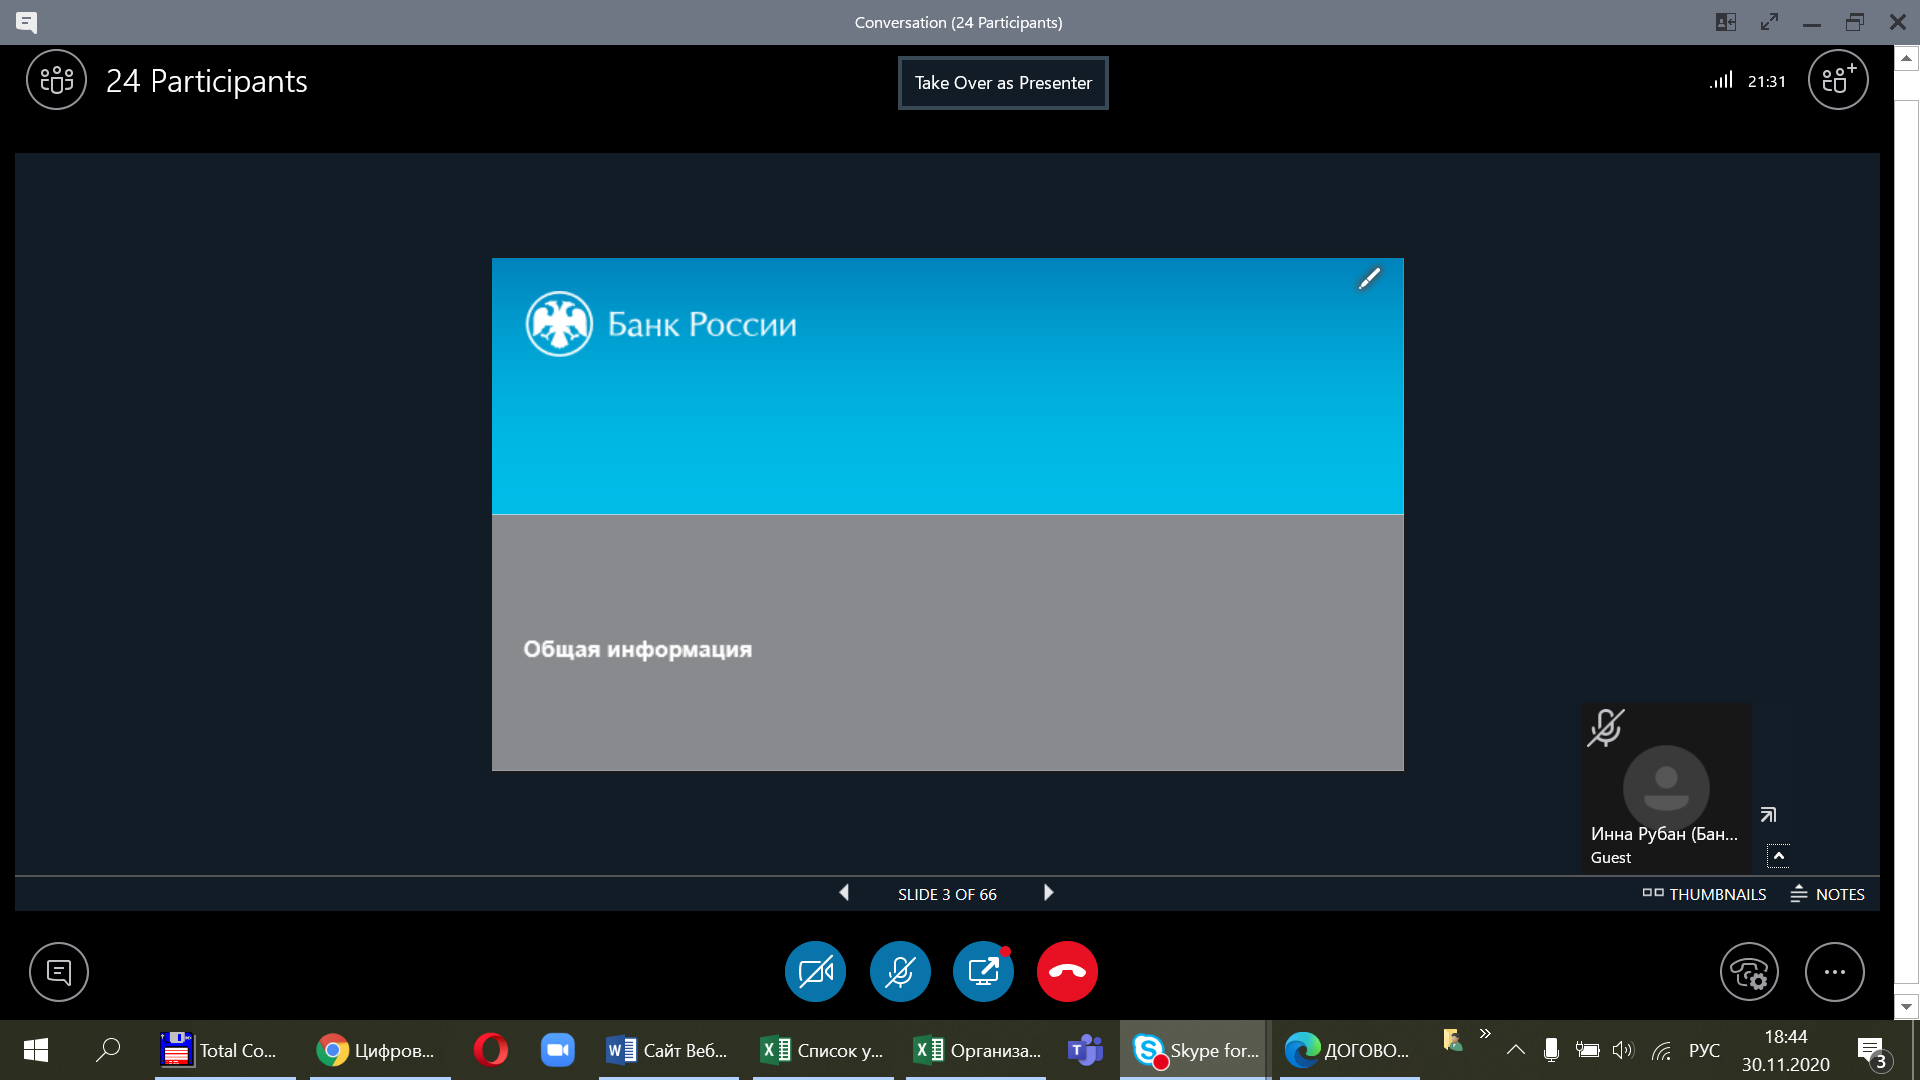 Conversation (24 Participants)
24 Participants
Take Over as Presenter
21:31
Банк России
Общая информация
Инна Рубан (Бан...
Guest
SLIDE 3 OF 66
THUMBNAILS
NOTES
Total Co...
Цифров...
Сайт Веб...
Список у...
Организа...
Skype for...
ДОГОВО...
РУС
18:44
30.11.2020
3